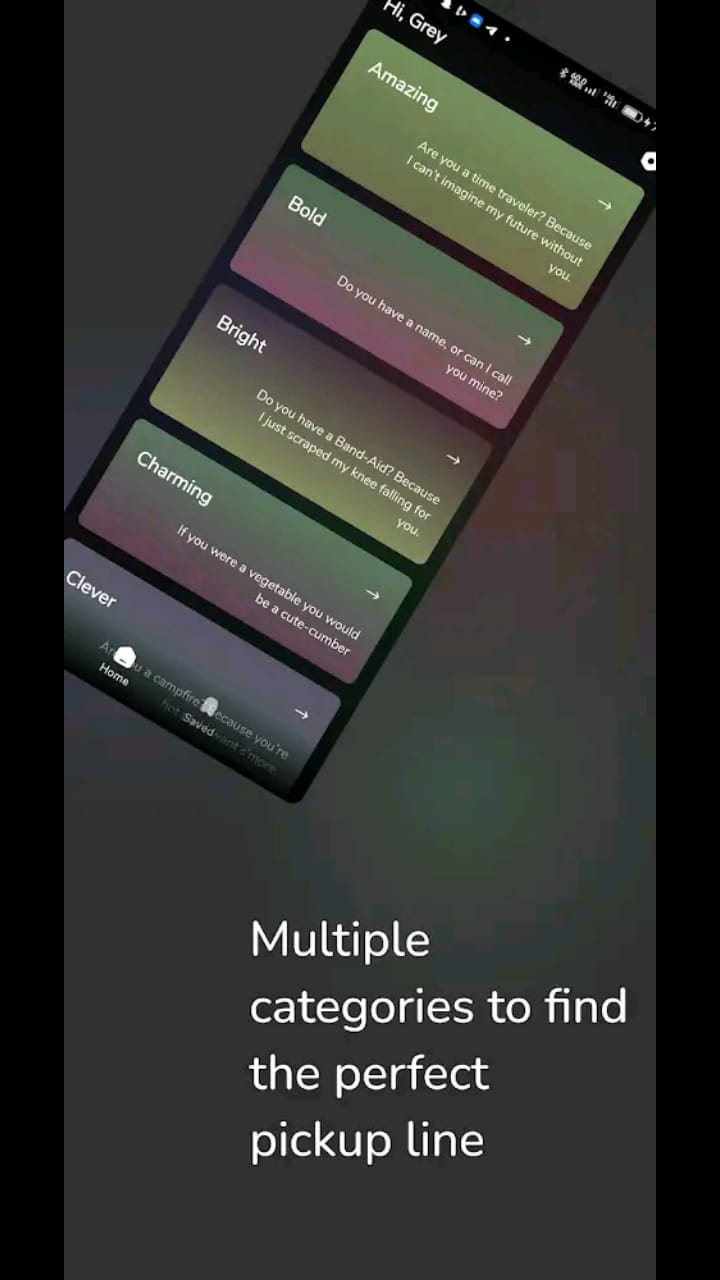 Hi, Grey
Amazing
Are you a time traveler? Because
I can't imagine my future without
you.
Bold
Do you have a name, or can I call
you mine?
Bright
Do you have a Band-Aid? Because
I just scraped my knee falling for
you.
Charming
If you were a vegetable you would
be a cute-cumber
Clever
a campfire? Because you're
hot want s'more.
Home
Saved
Multiple
categories to find
the perfect
pickup line